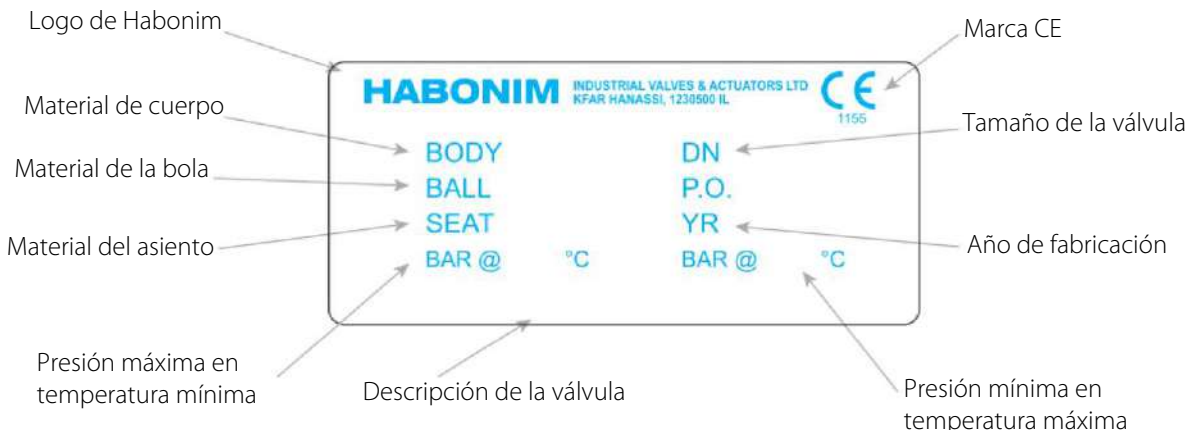 Logo de Habonim
Marca CE
HABONIM INDUSTRIAL VALVES & ACTUATORS LTD
KFAR HANASSI, 1230500 IL
CE
1155
Material de cuerpo
Material de la bola
Material del asiento
BODY
BALL
SEAT
BAR @ °C
DN
P.O.
YR
BAR @ °C
Tamaño de la válvula
Año de fabricación
Presión máxima en
temperatura mínima
Descripción de la válvula
Presión mínima en
temperatura máxima